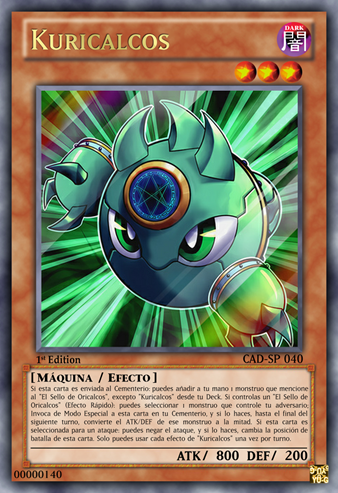 KURICALCOS
DARK
闇
1st Edition
CAD-SP 040
[MÁQUINA / EFECTO]
Si esta carta es enviada al Cementerio: puedes añadir a tu mano 1 monstruo que mencione
al "El Sello de Oricalcos", excepto "Kuricalcos" desde tu Deck. Si controlas un "El Sello
de Oricalcos" (Efecto Rápido): puedes seleccionar 1 monstruo que controle tu adversario;
Invoca de Modo Especial a esta carta en tu Cementerio, y si lo haces, hasta el final del
siguiente turno, convierte el ATK/DEF de ese monstruo a la mitad. Si esta carta es
seleccionada para un ataque: puedes negar el ataque, y si lo haces, cambia la posición de
batalla de esta carta. Solo puedes usar cada efecto de "Kuricalcos" una vez por turno.
ATK/ 800 DEF/ 200
00000140